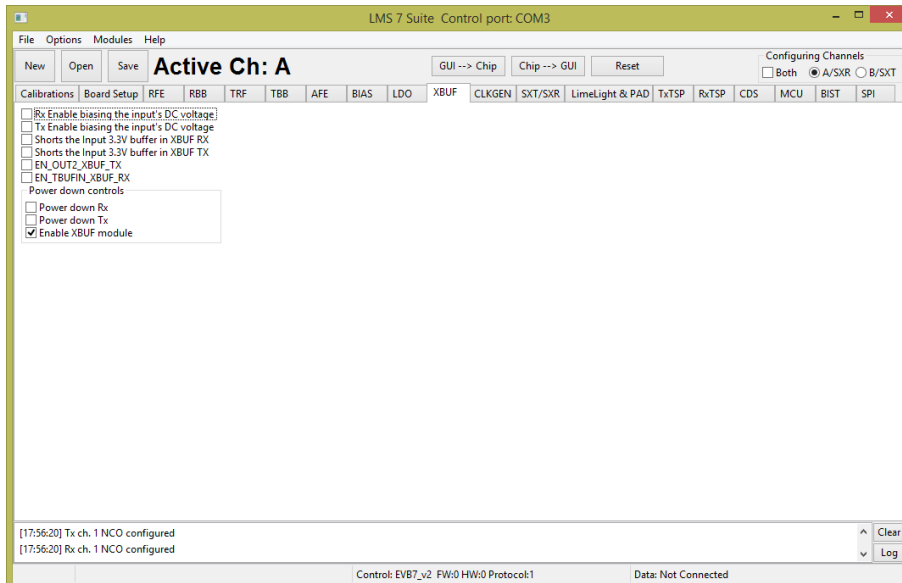 LMS 7 Suite Control port: COM3
File Options Modules Help
New Open Save Active Ch: A GUI --> Chip Chip --> GUI Reset Configuring Channels
Both A/SXR B/SXT
Calibrations Board Setup RFE RBB TRF TBB AFE BIAS LDO XBUF CLKGEN SXT/SXR LimeLight & PAD TxTSP RxTSP CDS MCU BIST SPI
Rx Enable biasing the input's DC voltage
Tx Enable biasing the input's DC voltage
Shorts the Input 3.3V buffer in XBUF RX
Shorts the Input 3.3V buffer in XBUF TX
EN_OUT2_XBUF_TX
EN_TBUFIN_XBUF_RX
Power down controls
Power down Rx
Power down Tx
Enable XBUF module
[17:56:20] Tx ch. 1 NCO configured
[17:56:20] Rx ch. 1 NCO configured
Clear
Log
Control: EVB7_v2 FW:0 HW:0 Protocol:1 Data: Not Connected